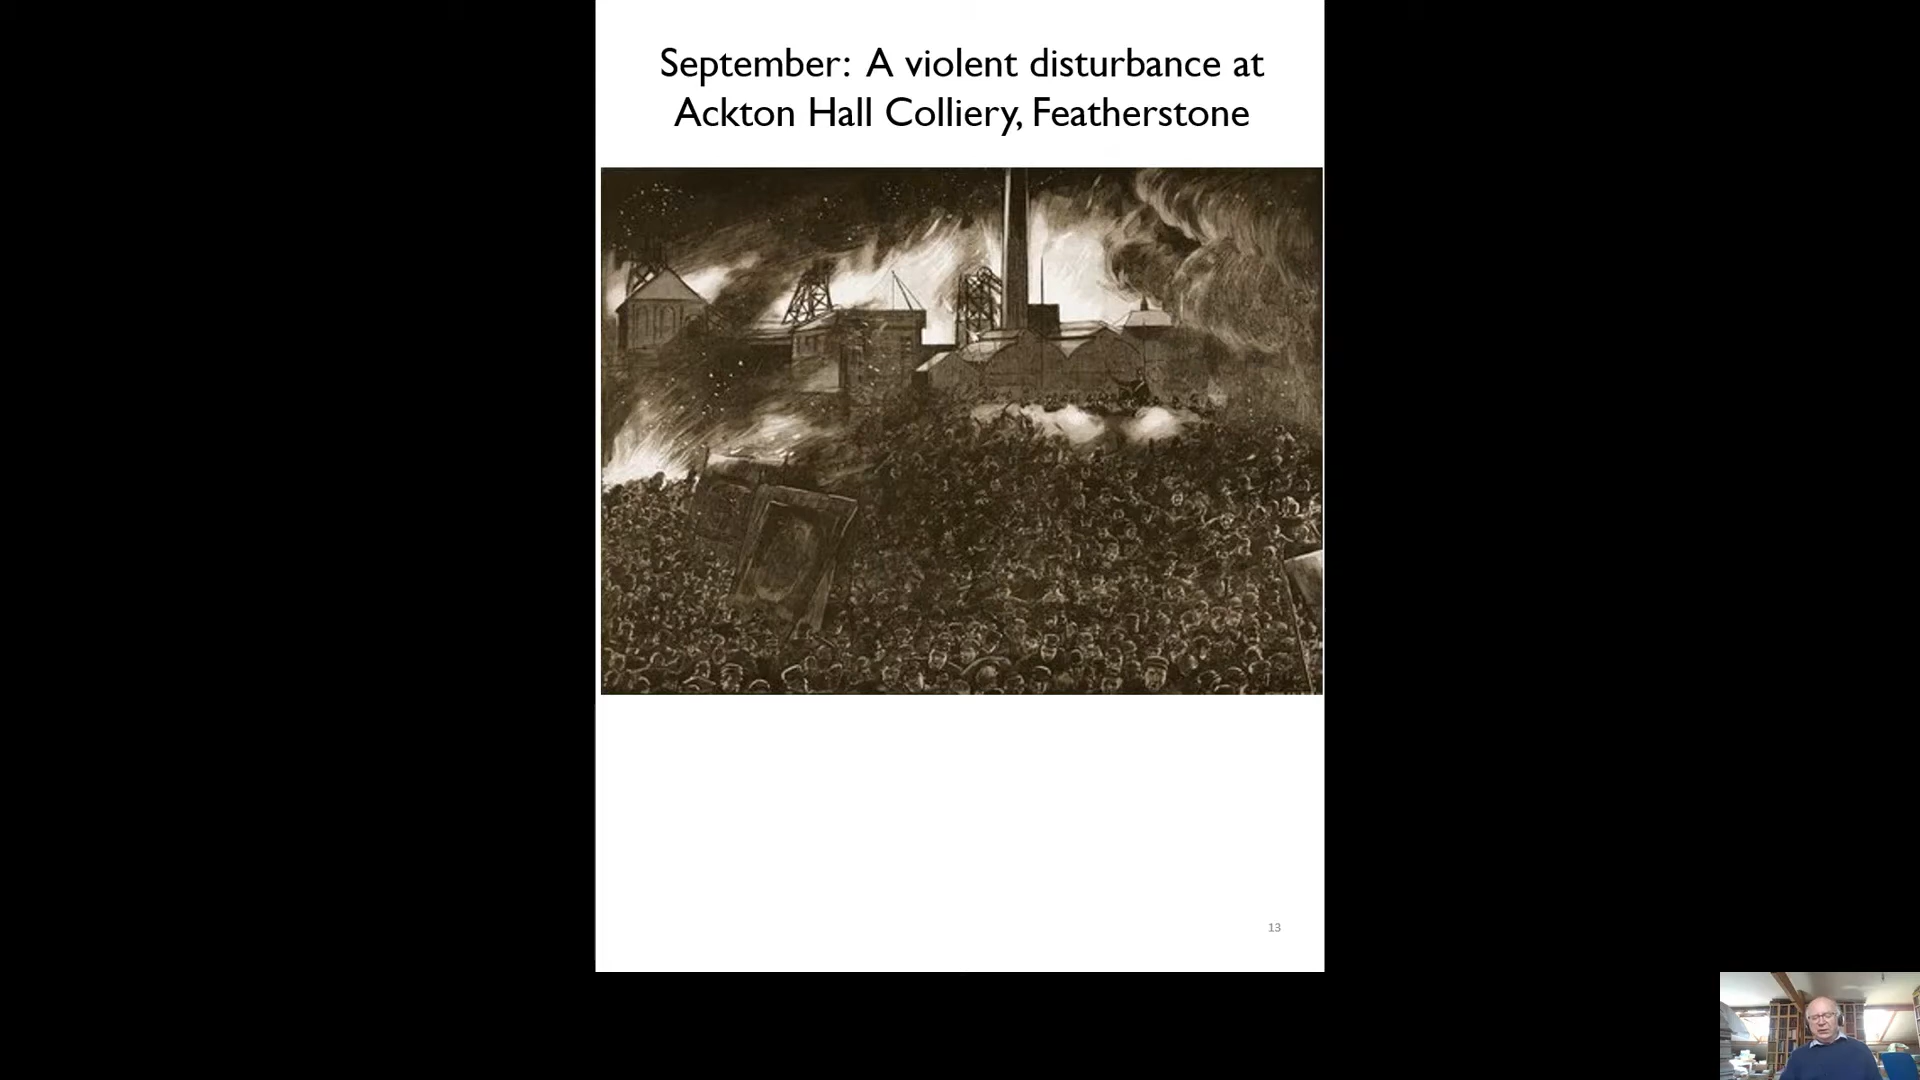 September: A violent disturbance at
Ackton Hall Colliery, Featherstone
13